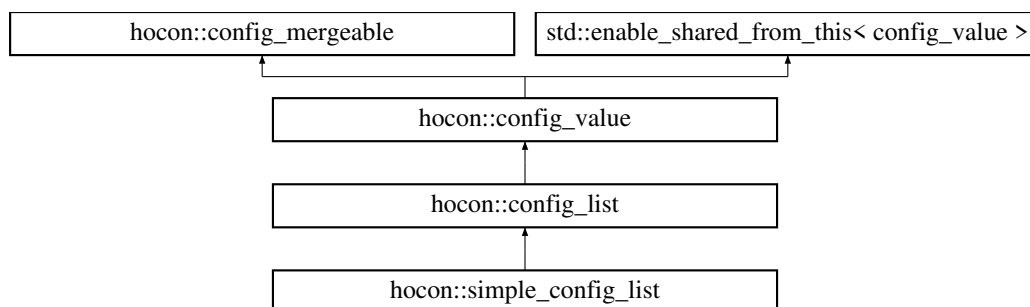 hocon::config_mergeable
std::enable_shared_from_this< config_value >
hocon::config_value
hocon::config_list
hocon::simple_config_list